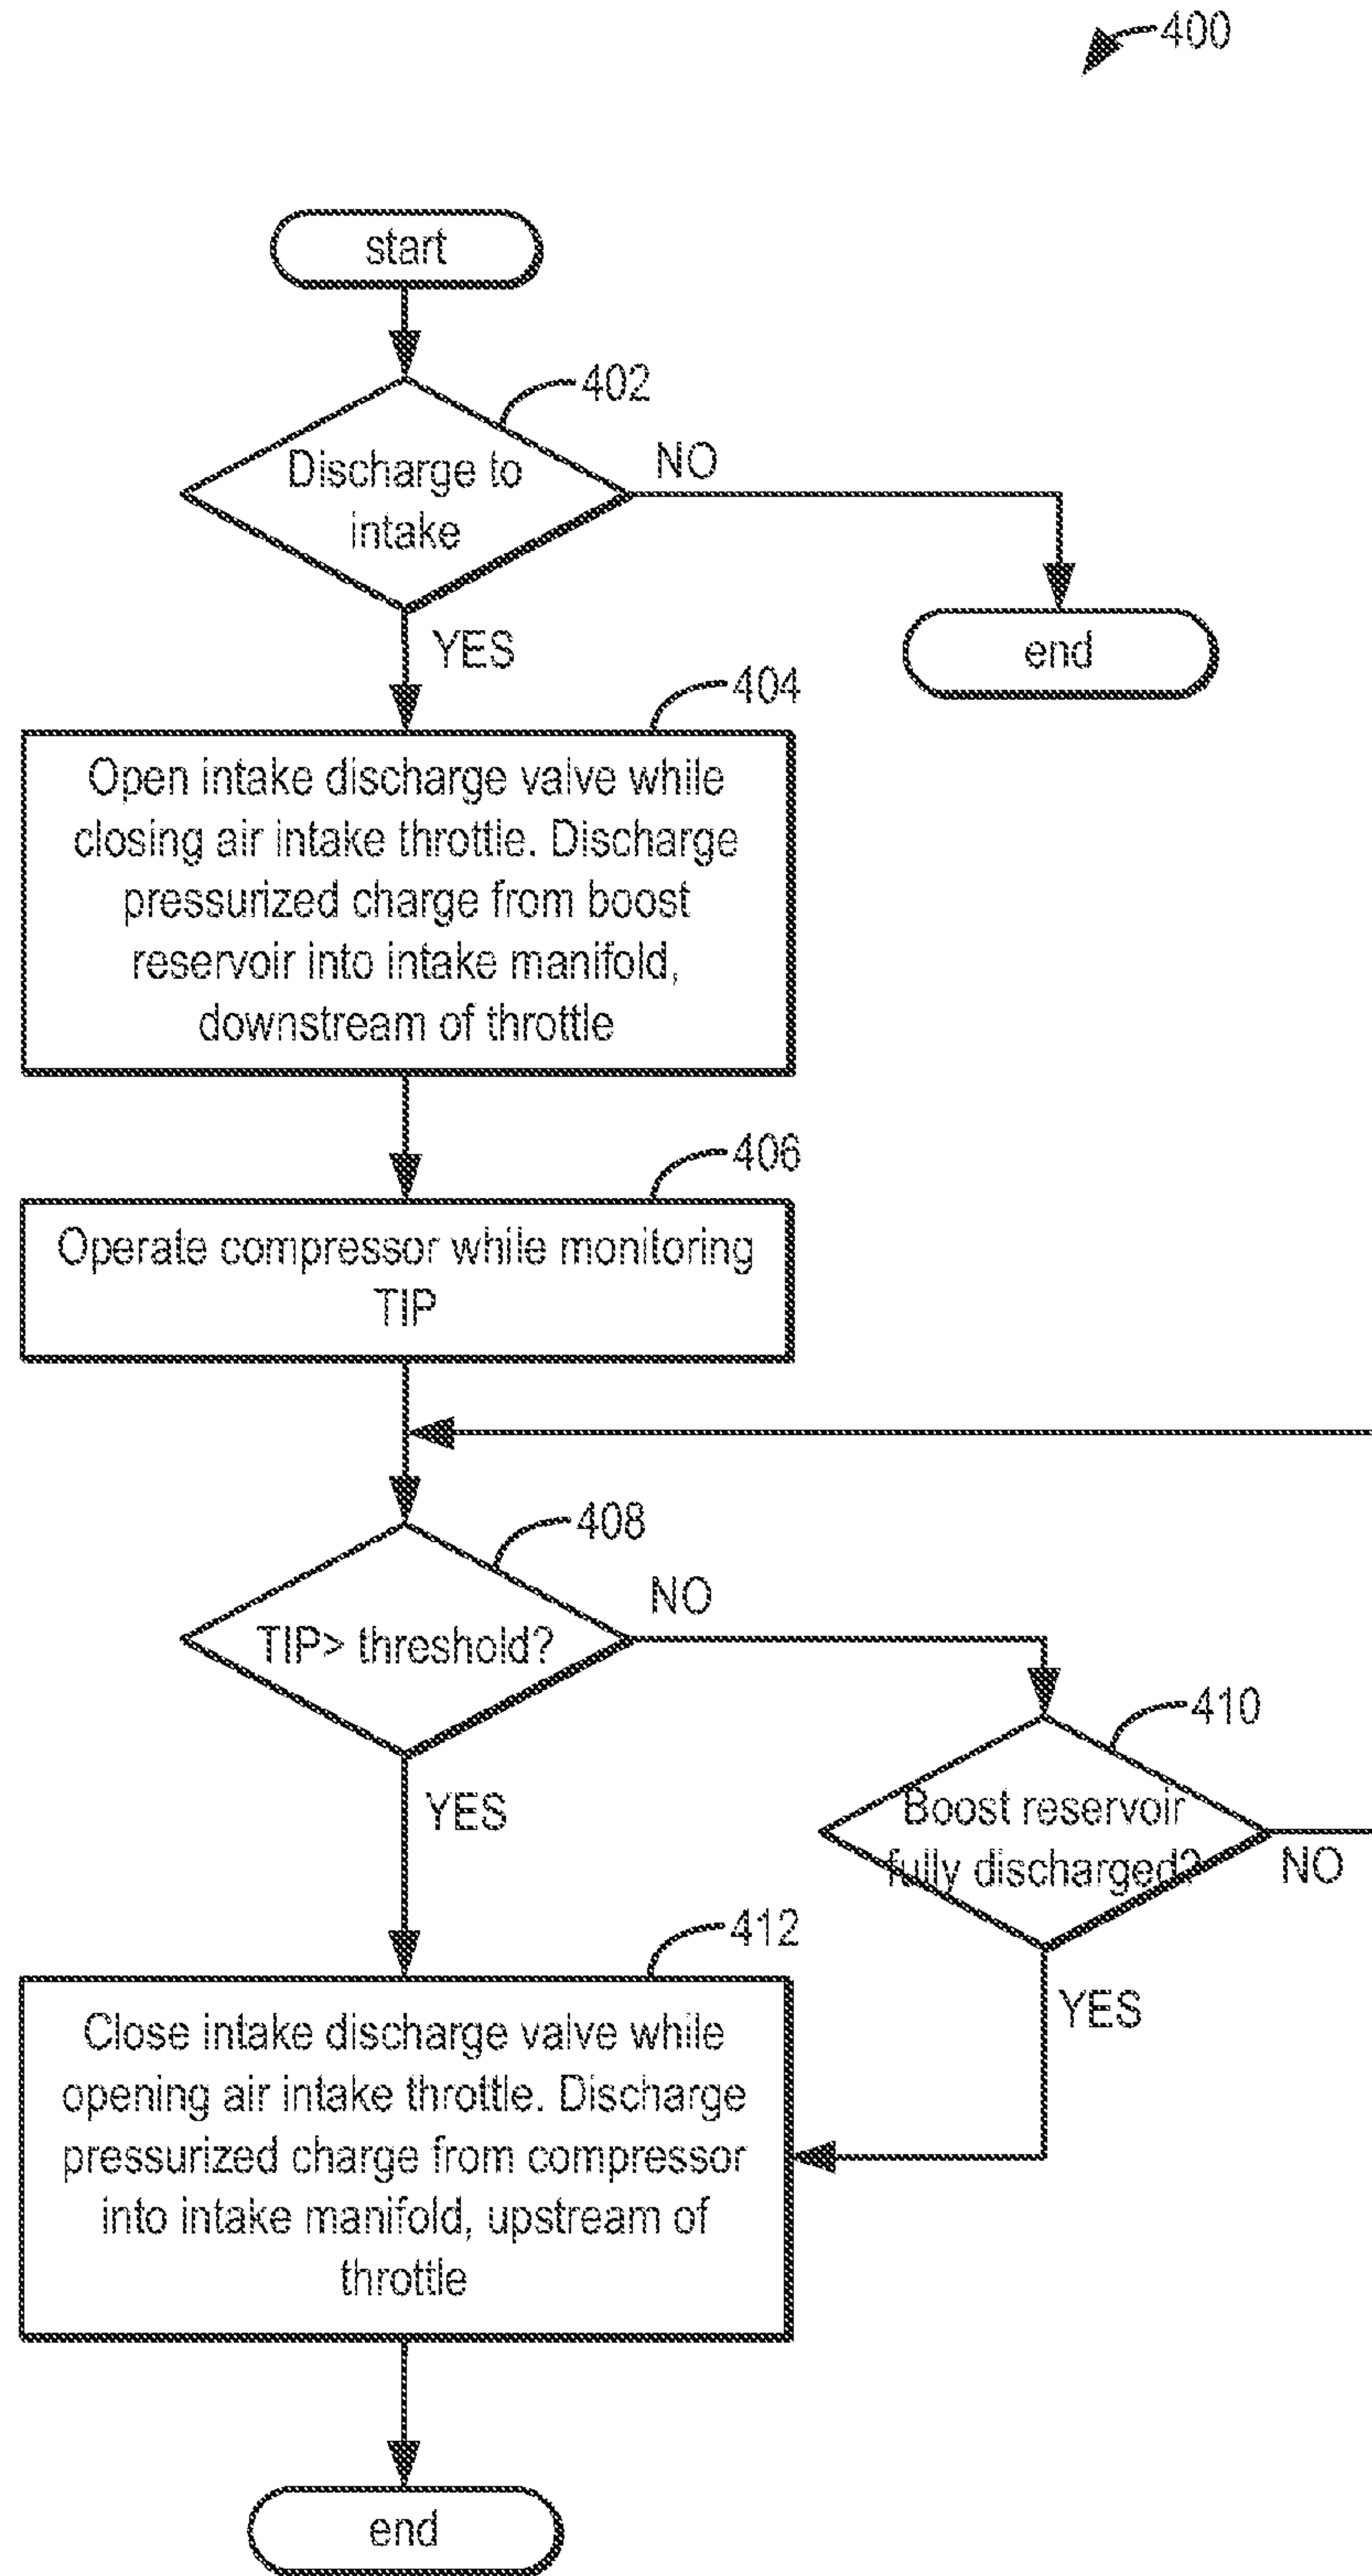 400
start
402
Discharge to
intake
NO
YES
end
404
Open intake discharge valve while
closing air intake throttle. Discharge
pressurized charge from boost
reservoir into intake manifold,
downstream of throttle
406
Operate compressor while monitoring
TIP
408
TIP> threshold?
NO
YES
410
Boost reservoir
fully discharged?
NO
YES
412
Close intake discharge valve while
opening air intake throttle. Discharge
pressurized charge from compressor
into intake manifold, upstream of
throttle
end